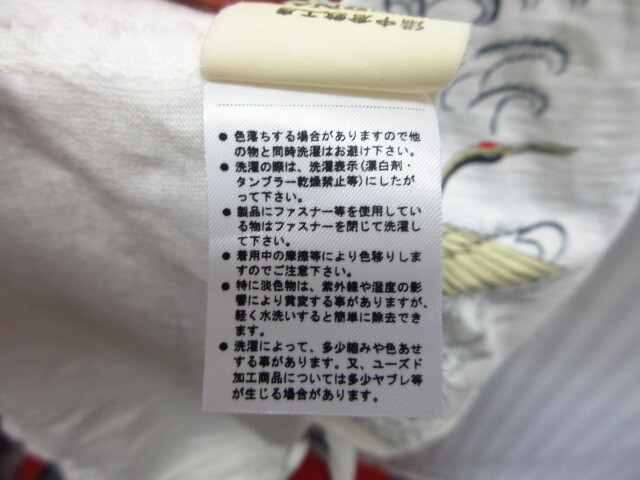 倉敷工房
●色落ちする場合がありますので他
の物と同時洗濯はお避け下さい。
●洗濯の際は、洗濯表示(漂白剤・
タンブラー乾燥禁止等)にしたが
って下さい。
●製品にファスナー等を使用してい
る物はファスナーを閉じて洗濯し
て下さい。
●着用中の摩擦等により色移りしま
すのでご注意下さい。
●特に淡色物は、紫外線や湿度の影
響により黄変する事がありますが、
軽く水洗いすると簡単に除去でき
ます。
●洗濯によって、多少縮みや色あせ
する事があります。又、ユーズド
加工商品については多少ヤブレ等
が生じる場合があります。